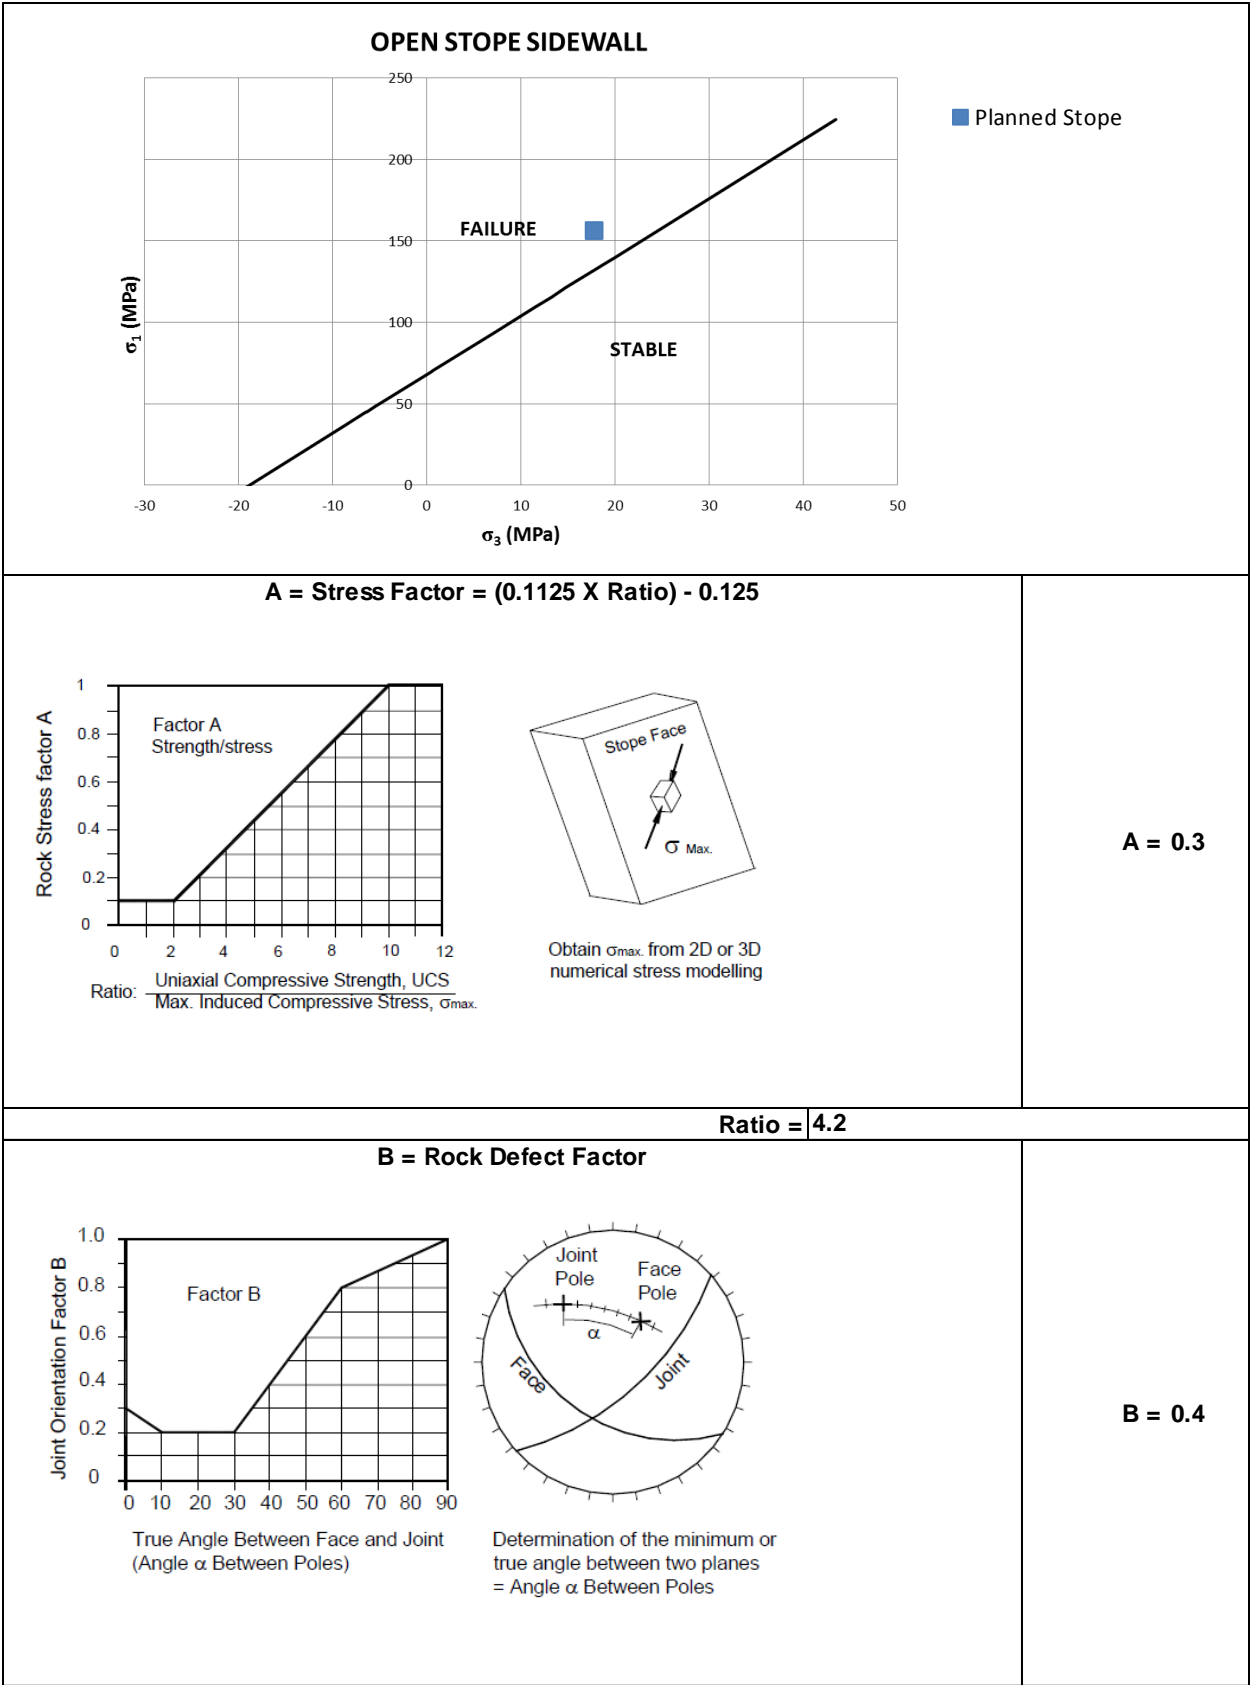 OPEN STOPE SIDEWALL
250
200
150
100
50
0
-30 -20 -10 0 10 20 30 40 50
σ1 (MPa)
σ3 (MPa)
FAILURE
STABLE
Planned Stope
A = Stress Factor = (0.1125 X Ratio) - 0.125
Rock Stress factor A
1
0.8
0.6
0.4
0.2
0
0 2 4 6 8 10 12
Factor A
Strength/stress
Ratio: Uniaxial Compressive Strength, UCS
Max. Induced Compressive Stress, σmax.
Stope Face
σ Max.
Obtain σmax. from 2D or 3D
numerical stress modelling
A = 0.3
Ratio = 4.2
B = Rock Defect Factor
Joint Orientation Factor B
1.0
0.8
0.6
0.4
0.2
0
0 10 20 30 40 50 60 70 80 90
Factor B
True Angle Between Face and Joint
(Angle α Between Poles)
Joint
Pole
Face
Pole
α
Face
Joint
Determination of the minimum or
true angle between two planes
= Angle α Between Poles
B = 0.4